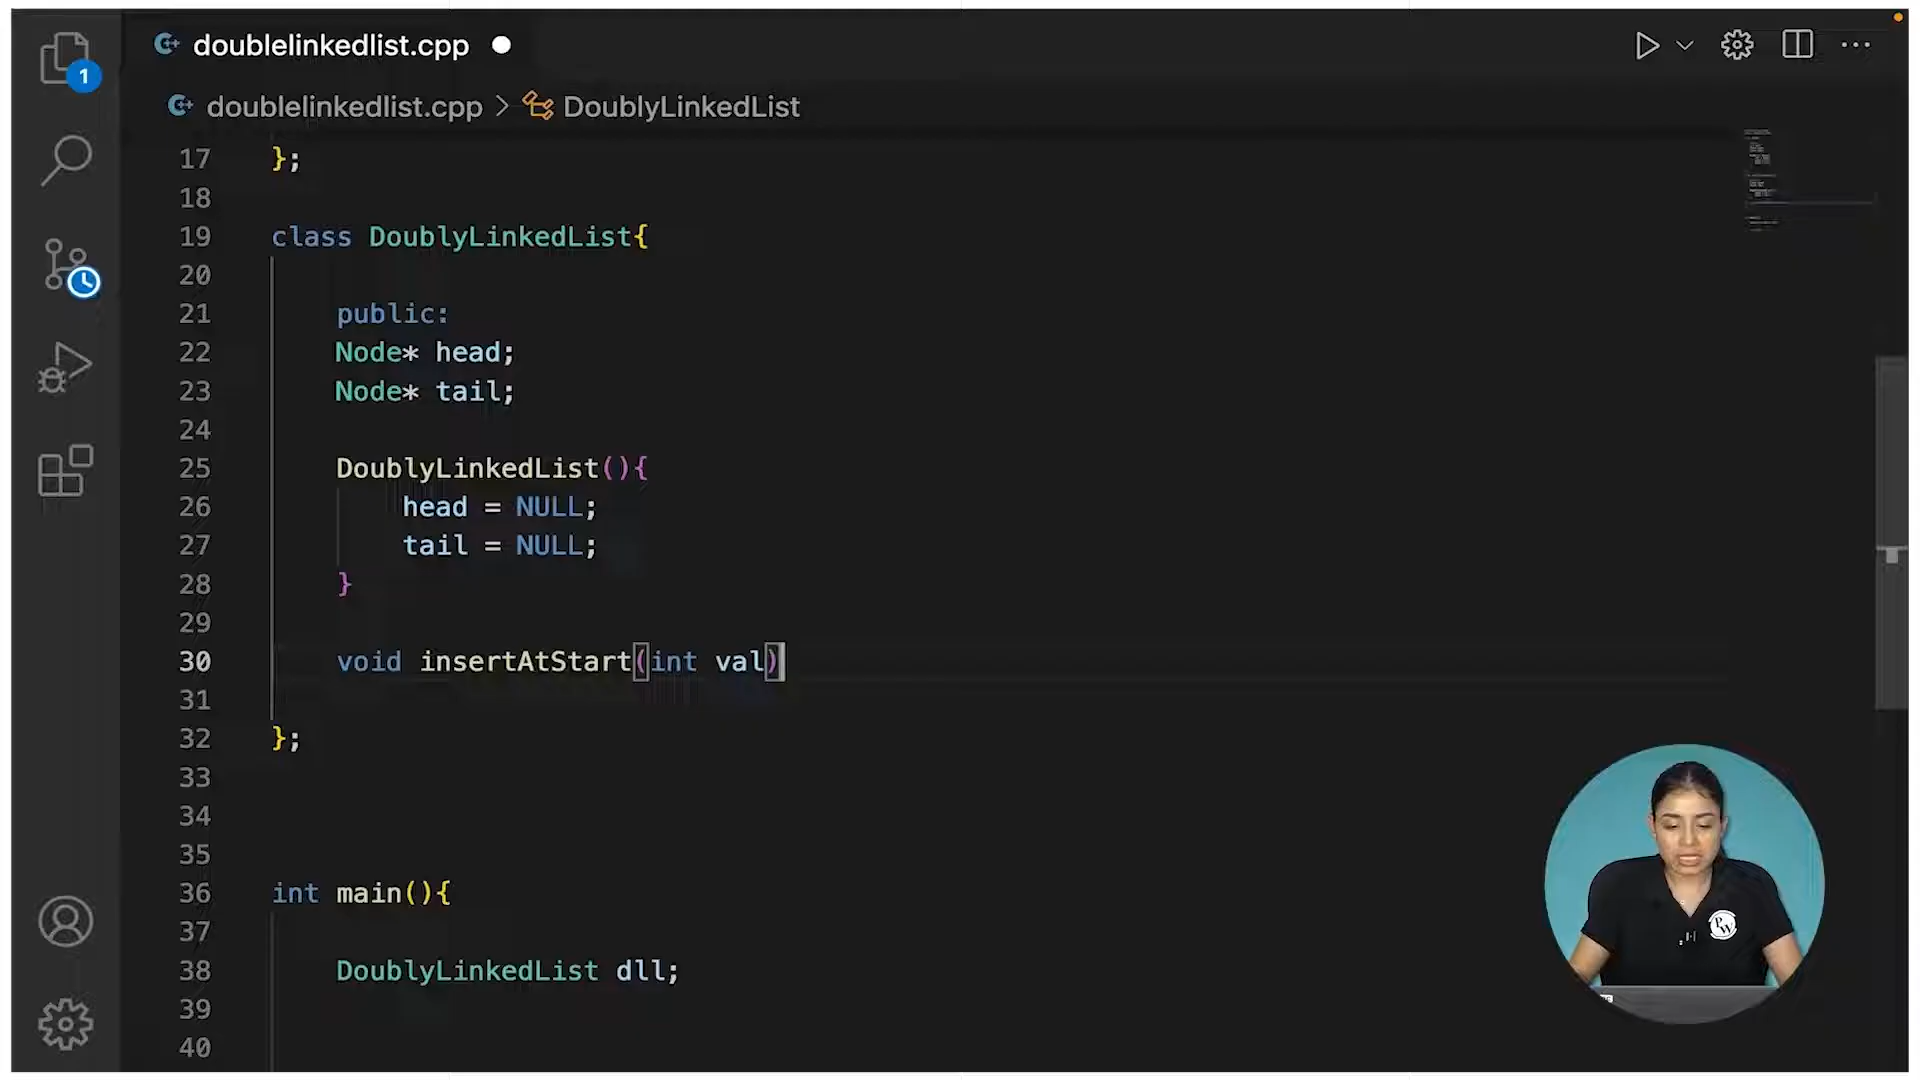 doublelinkedlist.cpp
1
doublelinkedlist.cpp > DoublyLinkedList
17 };
18
19 class DoublyLinkedList{
20
21 public:
22 Node* head;
23 Node* tail;
24
25 DoublyLinkedList(){
26 head = NULL;
27 tail = NULL;
28 }
29
30 void insertAtStart(int val)
31
32 };
33
34
35
36 int main(){
37
38 DoublyLinkedList dll;
39
40
PW